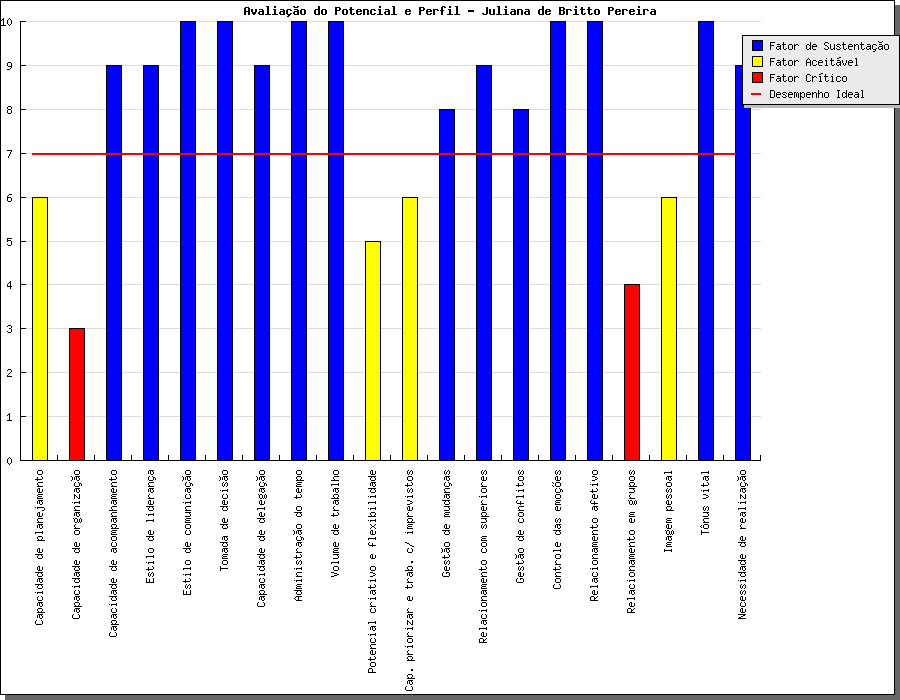 Avaliação do Potencial e Perfil - Juliana de Britto Pereira
10
9
8
7
6
5
4
3
2
1
0
Fator de Sustentação
Fator Aceitável
Fator Crítico
Desempenho Ideal
Capacidade de planejamento
Capacidade de organização
Capacidade de acompanhamento
Estilo de liderança
Estilo de comunicação
Tomada de decisão
Capacidade de delegação
Administração do tempo
Volume de trabalho
Potencial criativo e flexibilidade
Cap. priorizar e trab. c/ imprevistos
Gestão de mudanças
Relacionamento com superiores
Gestão de conflitos
Controle das emoções
Relacionamento afetivo
Relacionamento em grupos
Imagem pessoal
Tônus vital
Necessidade de realização